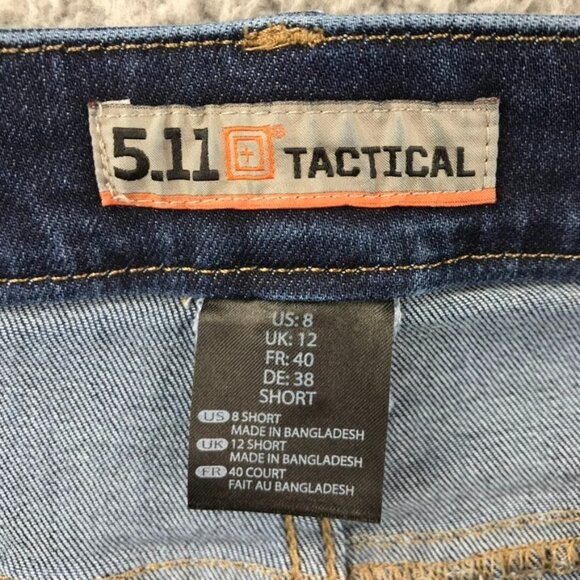 5.11 TACTICAL
US: 8
UK: 12
FR: 40
DE: 38
SHORT
US 8 SHORT
MADE IN BANGLADESH
UK 12 SHORT
MADE IN BANGLADESH
FR 40 COURT
FAIT AU BANGLADESH